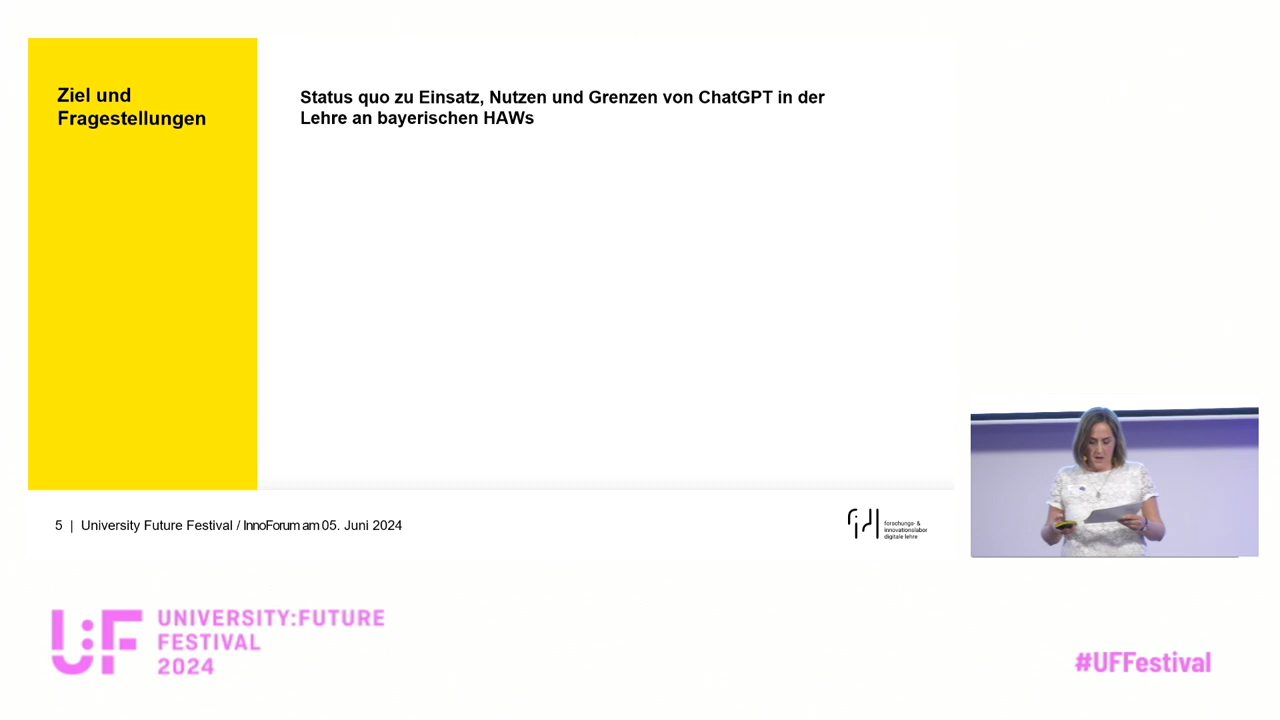 Ziel und
Fragestellungen
Status quo zu Einsatz, Nutzen und Grenzen von ChatGPT in der
Lehre an bayerischen HAWs
5 | University Future Festival / InnoForum am 05. Juni 2024
forschungs- &
innovationslabor
digitale lehre
U:F
UNIVERSITY:FUTURE
FESTIVAL
2024
#UFFestival